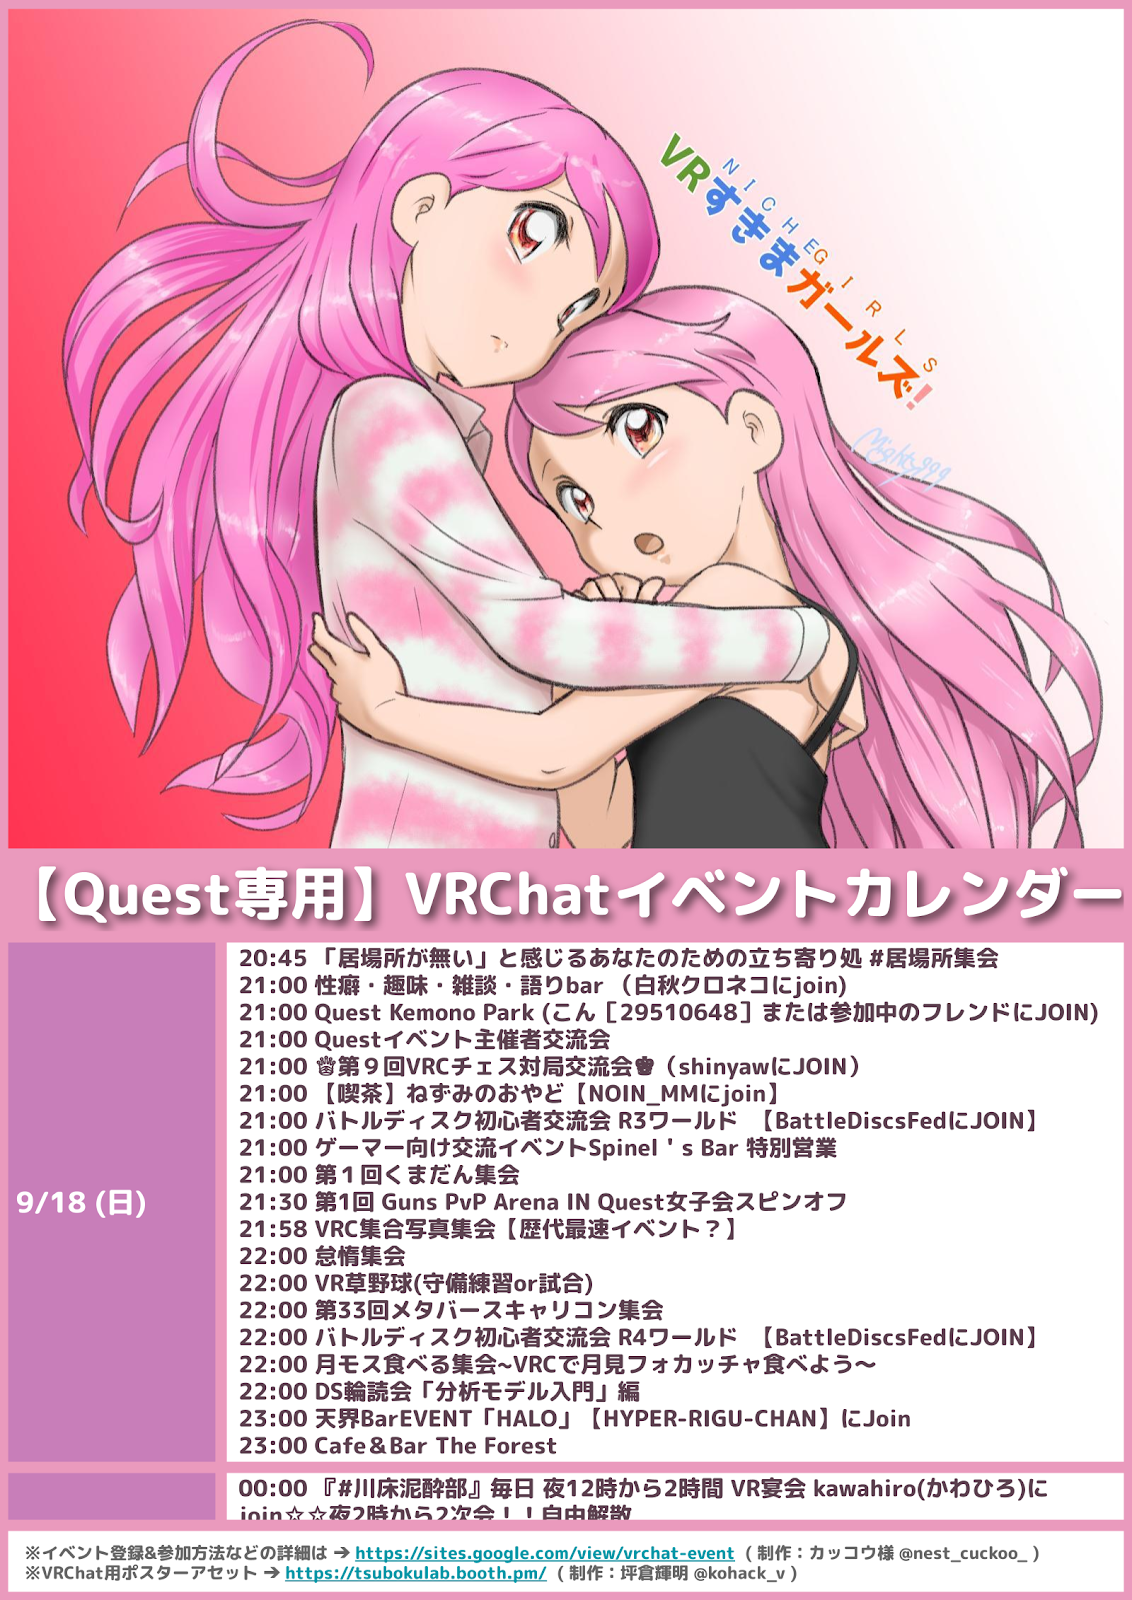 NICHE GIRLS
VRすきまガールズ!
Mighty999
【Quest専用】VRChatイベントカレンダー
9/18 (日)
20:45 「居場所が無い」と感じるあなたのための立ち寄り処 #居場所集会
21:00 性癖・趣味・雑談・語りbar （白秋クロネコにjoin)
21:00 Quest Kemono Park (こん［29510648］または参加中のフレンドにJOIN)
21:00 Questイベント主催者交流会
21:00 ♕第９回VRCチェス対局交流会♚（shinyawにJOIN）
21:00 【喫茶】ねずみのおやど【NOIN_MMにjoin】
21:00 バトルディスク初心者交流会 R3ワールド 【BattleDiscsFedにJOIN】
21:00 ゲーマー向け交流イベントSpinel＇s Bar 特別営業
21:00 第１回くまだん集会
21:30 第1回 Guns PvP Arena IN Quest女子会スピンオフ
21:58 VRC集合写真集会【歴代最速イベント？】
22:00 怠惰集会
22:00 VR草野球(守備練習or試合)
22:00 第33回メタバースキャリコン集会
22:00 バトルディスク初心者交流会 R4ワールド 【BattleDiscsFedにJOIN】
22:00 月モス食べる集会~VRCで月見フォカッチャ食べよう～
22:00 DS輪読会「分析モデル入門」編
23:00 天界BarEVENT「HALO」【HYPER-RIGU-CHAN】にJoin
23:00 Cafe＆Bar The Forest
00:00 『#川床泥酔部』毎日 夜12時から2時間 VR宴会 kawahiro(かわひろ)に
join☆☆夜2時から2次会！！自由解散
※イベント登録&参加方法などの詳細は → https://sites.google.com/view/vrchat-event ( 制作：カッコウ様 @nest_cuckoo_ )
※VRChat用ポスターアセット → https://tsubokulab.booth.pm/ ( 制作：坪倉輝明 @kohack_v )